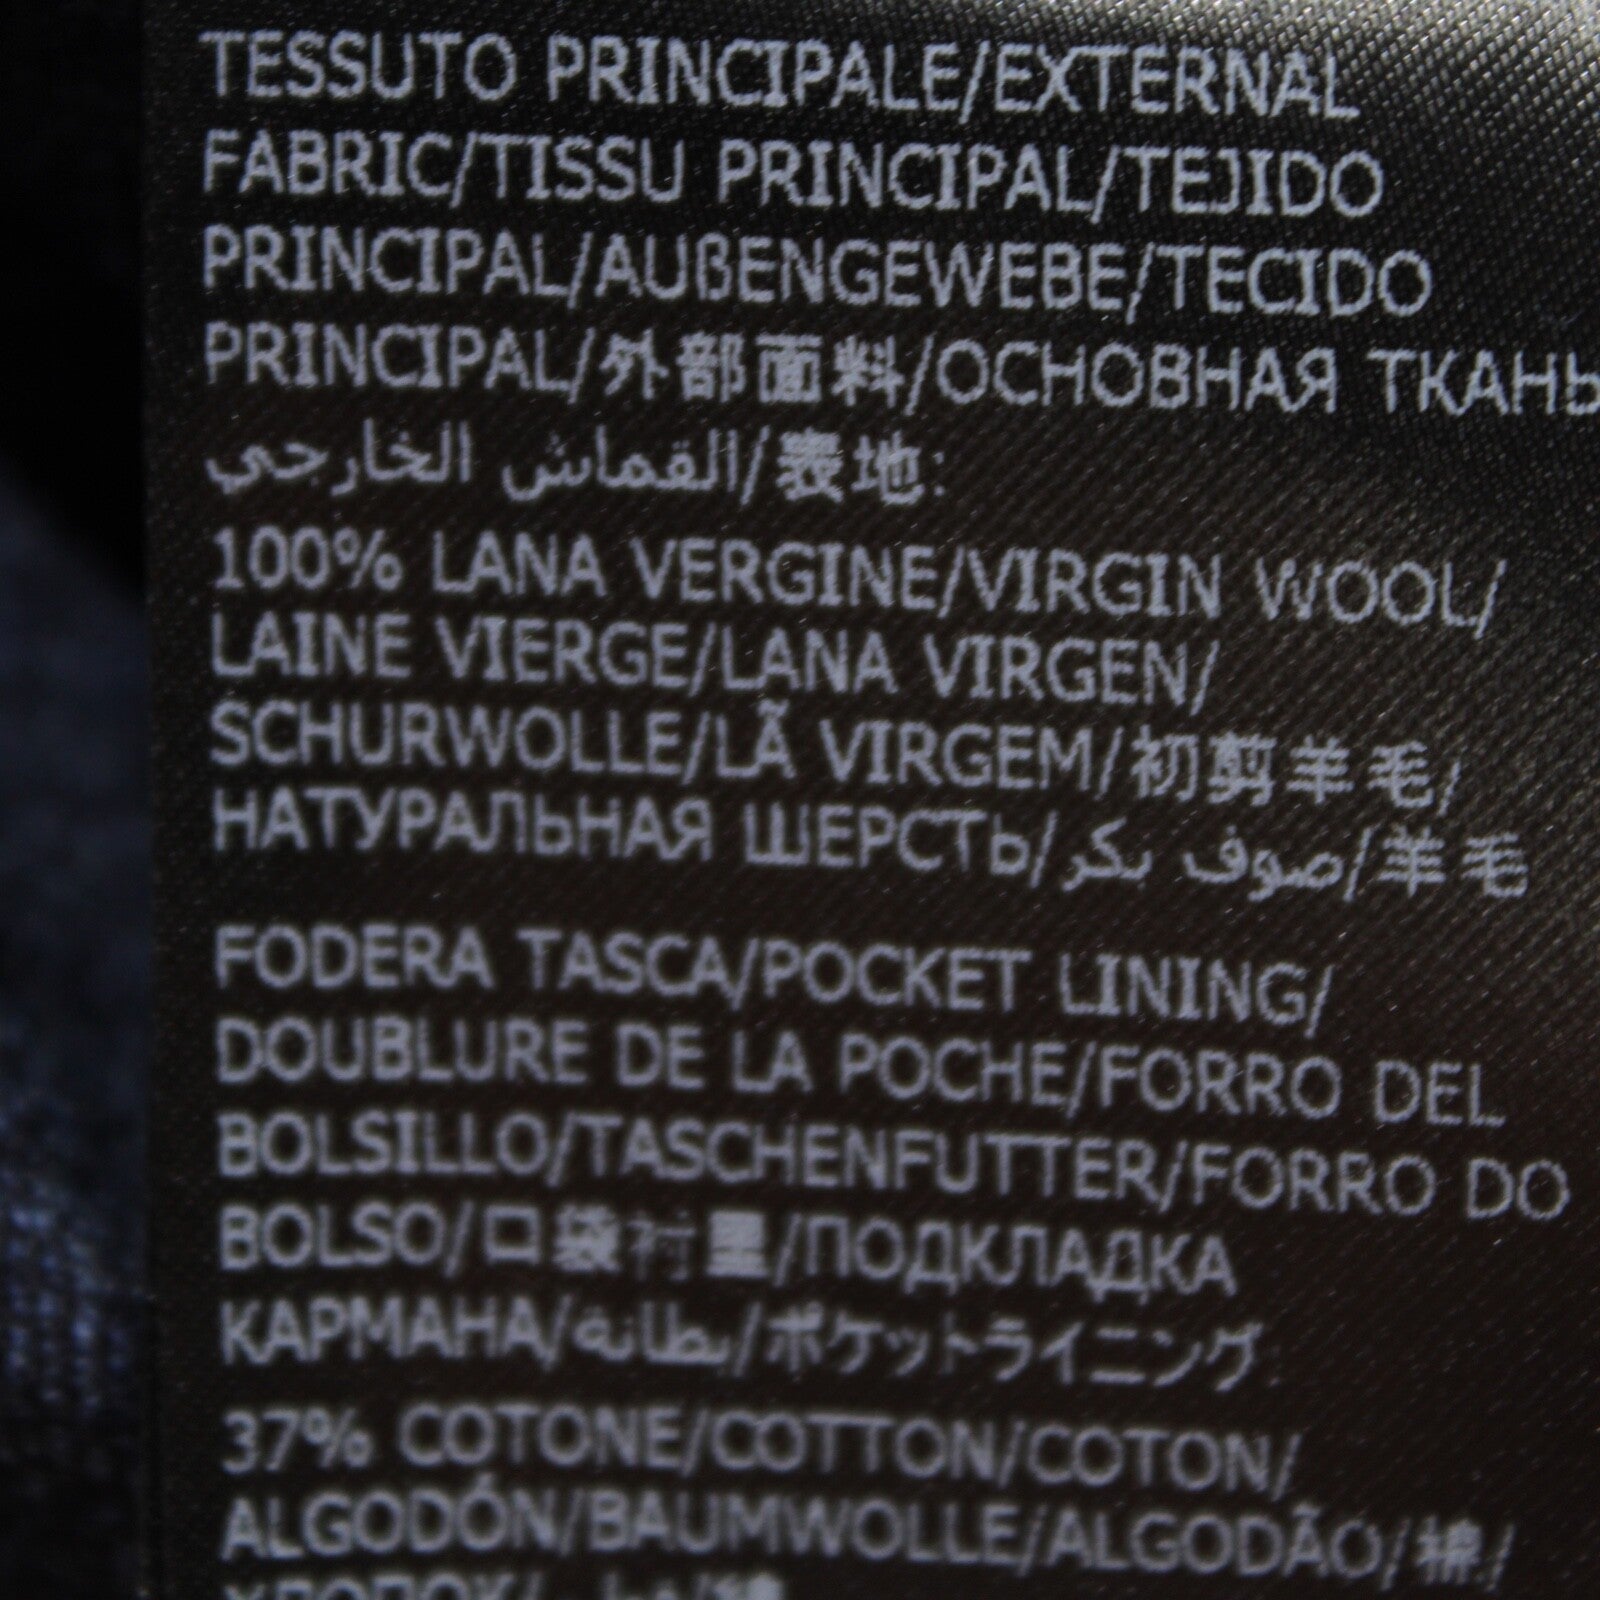 TESSUTO PRINCIPALE/EXTERNAL
FABRIC/TISSU PRINCIPAL/TEJIDO
PRINCIPAL/AUßENGEWEBE/TECIDO
PRINCIPAL/外部面料/ОСНОВНАЯ ТКАНЬ
القماش الخارجي/表地:
100% LANA VERGINE/VIRGIN WOOL/
LAINE VIERGE/LANA VIRGEN/
SCHURWOLLE/LÃ VIRGEM/初剪羊毛/
НАТУРАЛЬНАЯ ШЕРСТЬ/صوف بكر/羊毛
FODERA TASCA/POCKET LINING/
DOUBLURE DE LA POCHE/FORRO DEL
BOLSILLO/TASCHENFUTTER/FORRO DO
BOLSO/口袋衬里/ПОДКЛАДКА
КАРМАНА/بطانة/ポケットライニング:
37% COTONE/COTTON/COTON/
ALGODÓN/BAUMWOLLE/ALGODÃO/棉/
ХЛОПОК/